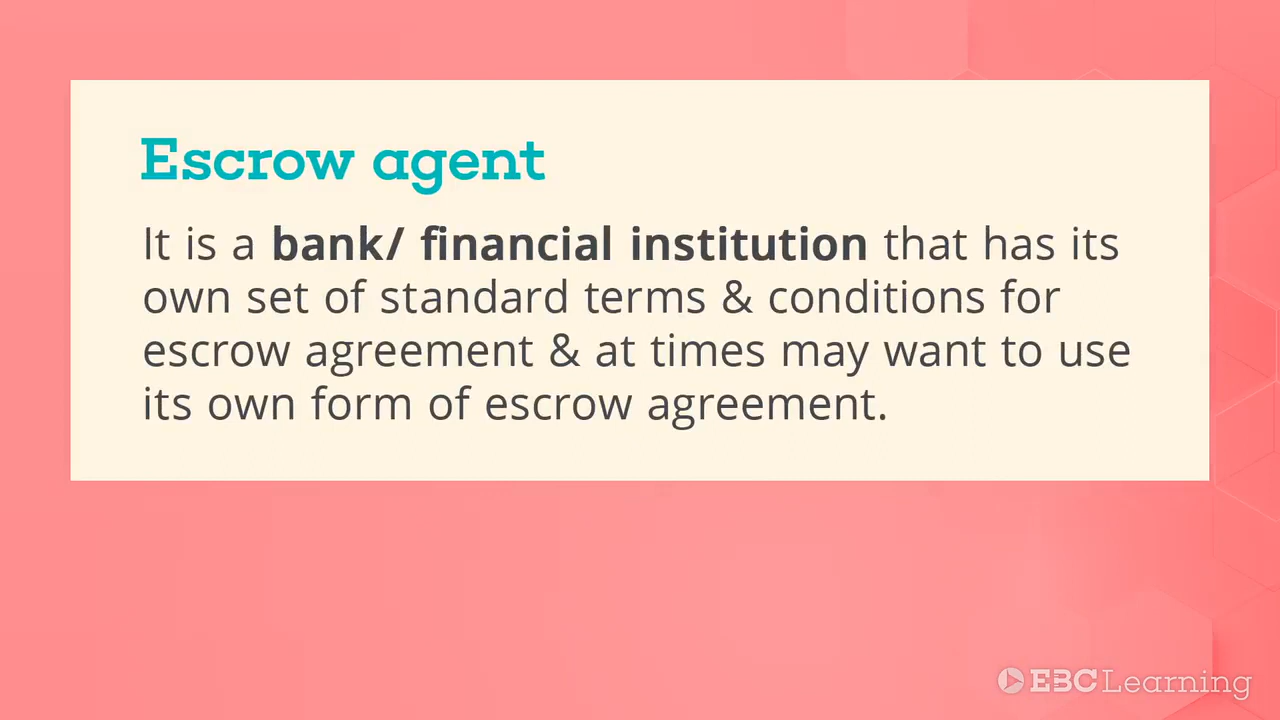 Escrow agent
It is a bank/ financial institution that has its
own set of standard terms & conditions for
escrow agreement & at times may want to use
its own form of escrow agreement.
EBC Learning